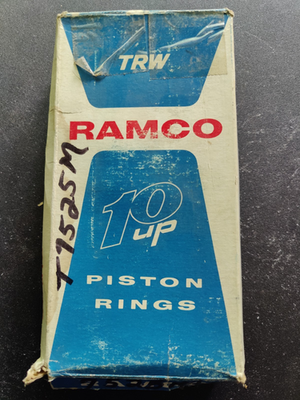 TRW
RAMCO
10
up
PISTON
RINGS
T7525M